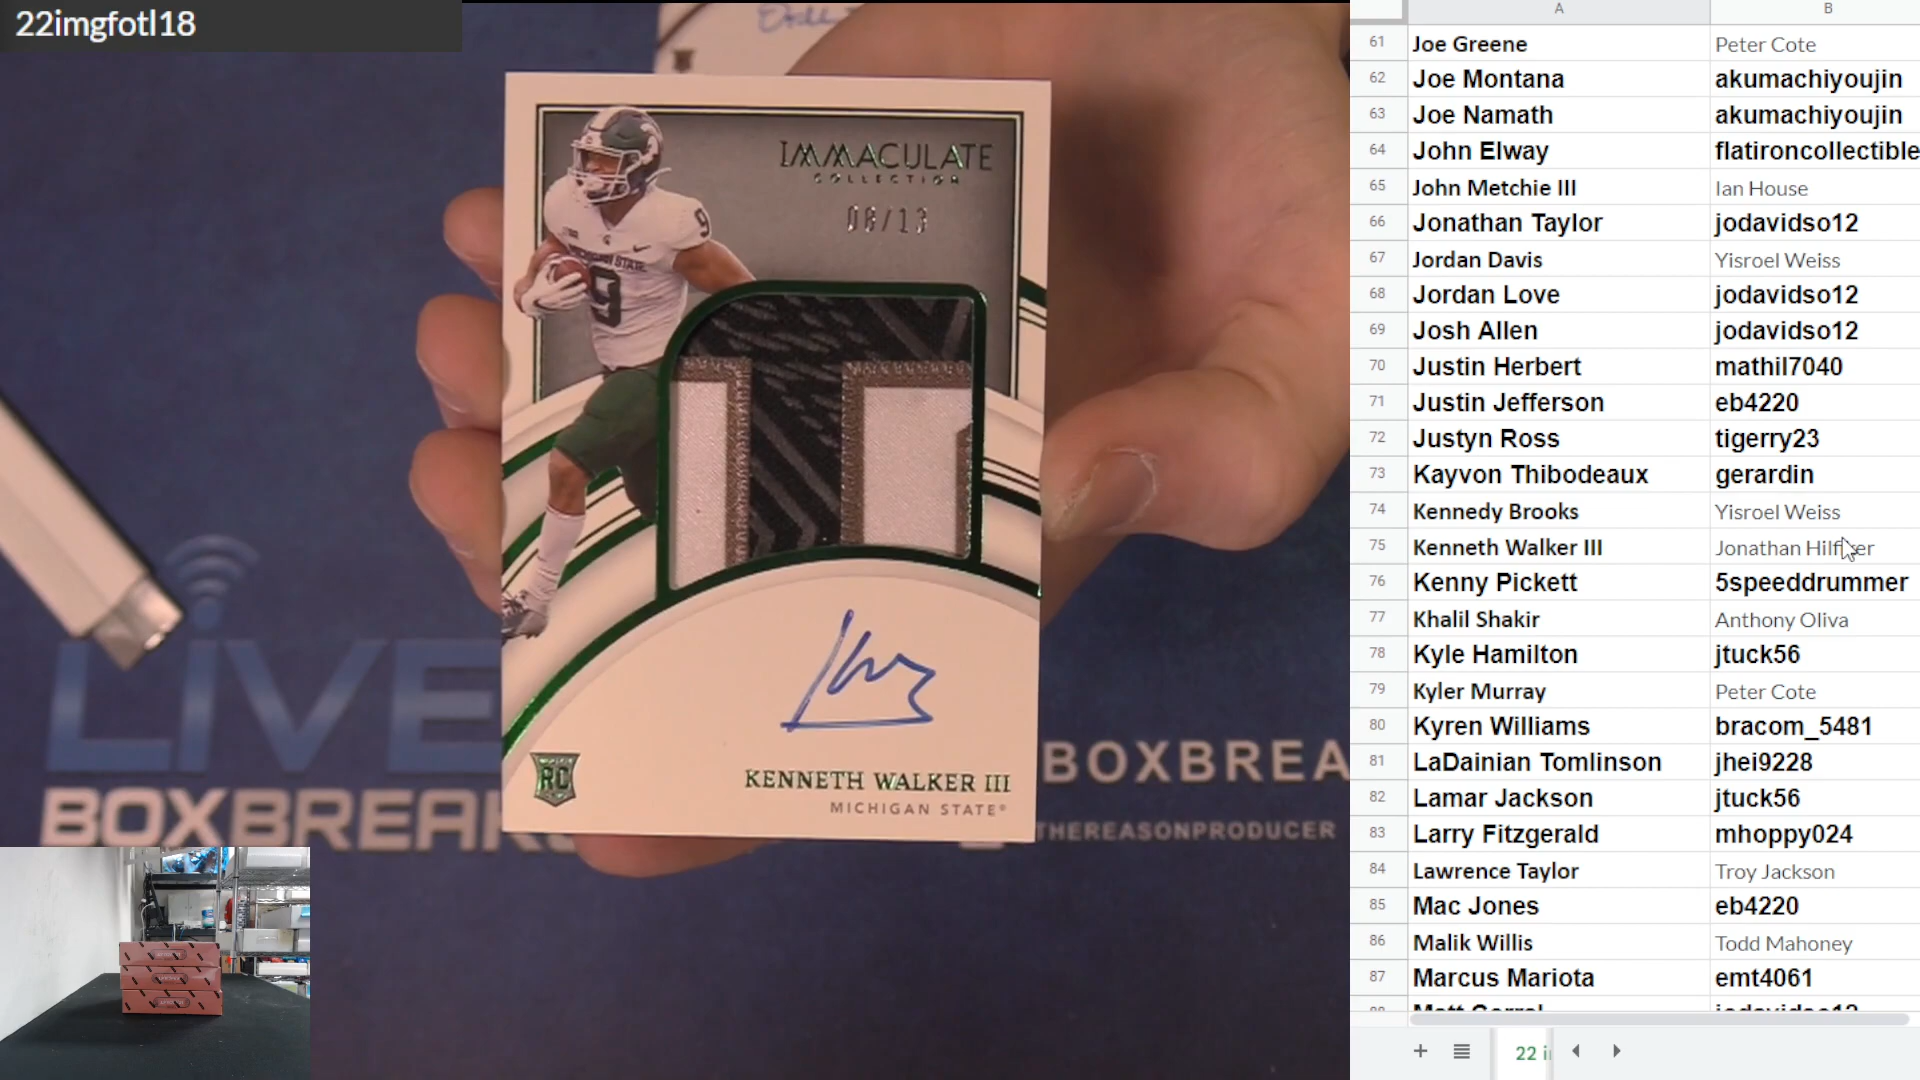 22imgfotl18
IMMACULATE
COLLECTION
08/13
9
MICHIGAN STATE
9
RC
KENNETH WALKER III
MICHIGAN STATE
LIVE
BOXBREAK
BOXBREA
THEREASONPRODUCER
A B
61 Joe Greene Peter Cote
62 Joe Montana akumachiyoujin
63 Joe Namath akumachiyoujin
64 John Elway flatironcollectible
65 John Metchie III Ian House
66 Jonathan Taylor jodavidso12
67 Jordan Davis Yisroel Weiss
68 Jordan Love jodavidso12
69 Josh Allen jodavidso12
70 Justin Herbert mathil7040
71 Justin Jefferson eb4220
72 Justyn Ross tigerry23
73 Kayvon Thibodeaux gerardin
74 Kennedy Brooks Yisroel Weiss
75 Kenneth Walker III Jonathan
76 Kenny Pickett 5speeddrummer
77 Khalil Shakir Anthony Oliva
78 Kyle Hamilton jtuck56
79 Kyler Murray Peter Cote
80 Kyren Williams bracom_5481
81 LaDainian Tomlinson jhei9228
82 Lamar Jackson jtuck56
83 Larry Fitzgerald mhoppy024
84 Lawrence Taylor Troy Jackson
85 Mac Jones eb4220
86 Malik Willis Todd Mahoney
87 Marcus Mariota emt4061
22 i